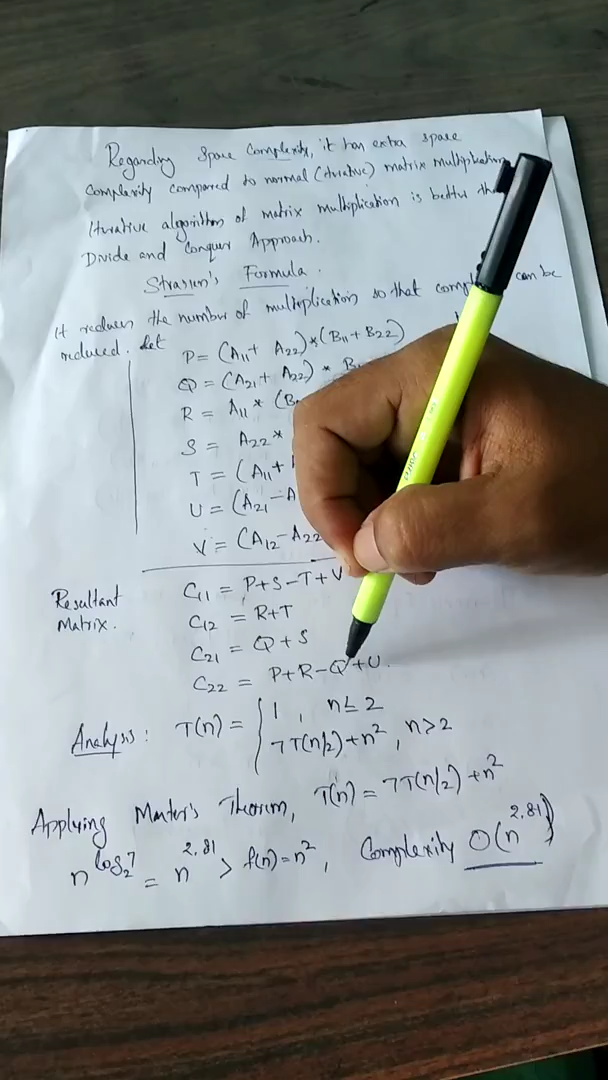 Regarding Space Complexity, it has extra space
complexity compared to normal (iterative) matrix multiplication
Iterative algorithm of matrix multiplication is better
Divide and Conquer Approach.
Strassen's Formula.
It reduces the number of multiplication so that can be
reduced. Let
P = (A11 + A22) * (B11 + B22)
Q = (A21 + A22) *
R = A11 *
S = A22 *
T = (A11 +
U = (A21 - A
V = (A12 - A22
Resultant Matrix.
C11 = P+S-T+V
C12 = R+T
C21 = Q+S
C22 = P+R-Q+U.
Analysis: T(n) = { 1, n≤2
7T(n/2)+n², n>2
Applying Master's Theorem, T(n) = 7T(n/2)+n²
n^log₂7 = n^2.81 > f(n)=n², Complexity O(n^2.81)